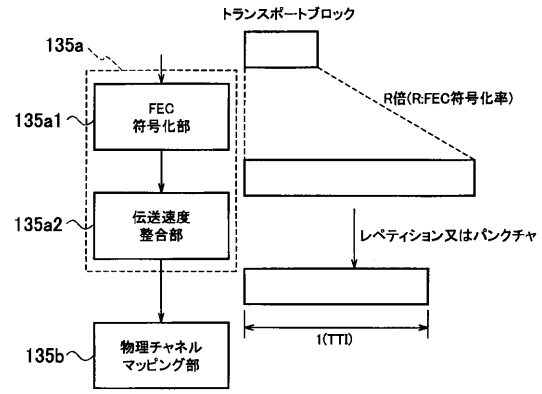 トランスポートブロック
135a
135a1
FEC
符号化部
R倍(R:FEC符号化率)
135a2
伝送速度
整合部
レペティション又はパンクチャ
1(TTI)
135b
物理チャネル
マッピング部